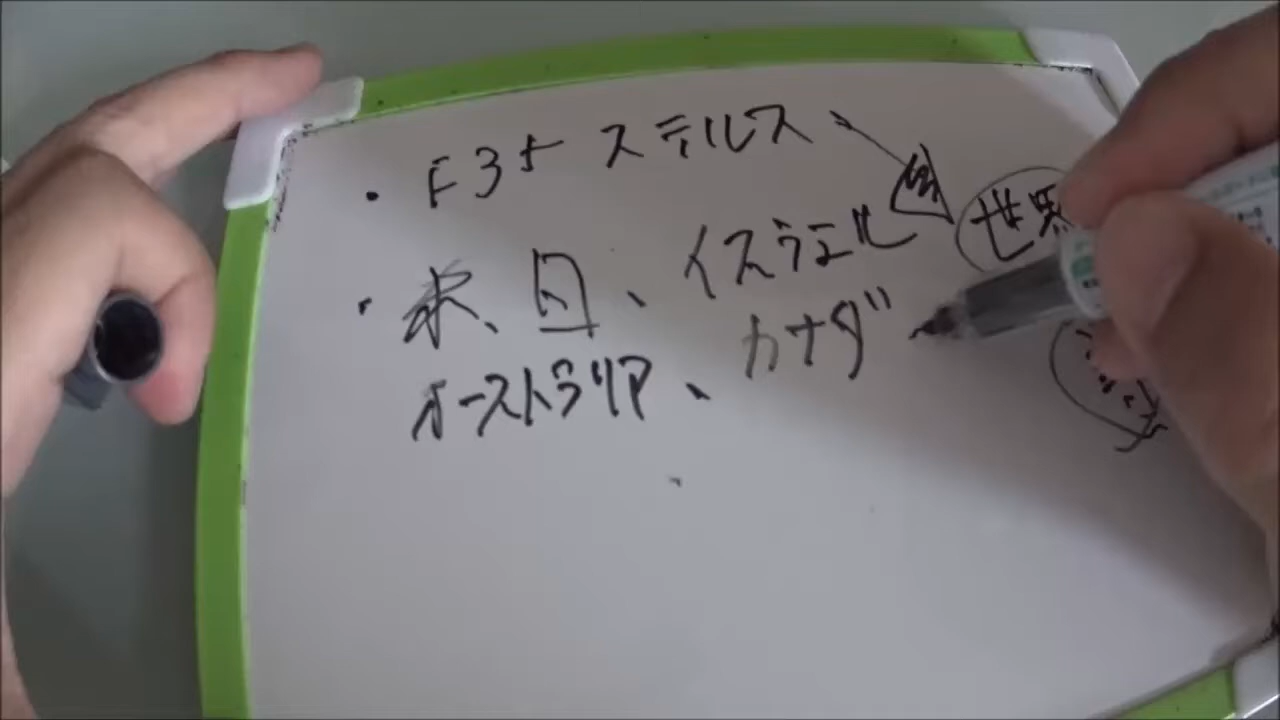 ・F35 ステルス
世界
・米、日、イスラエル
カナダ
オーストラリア、